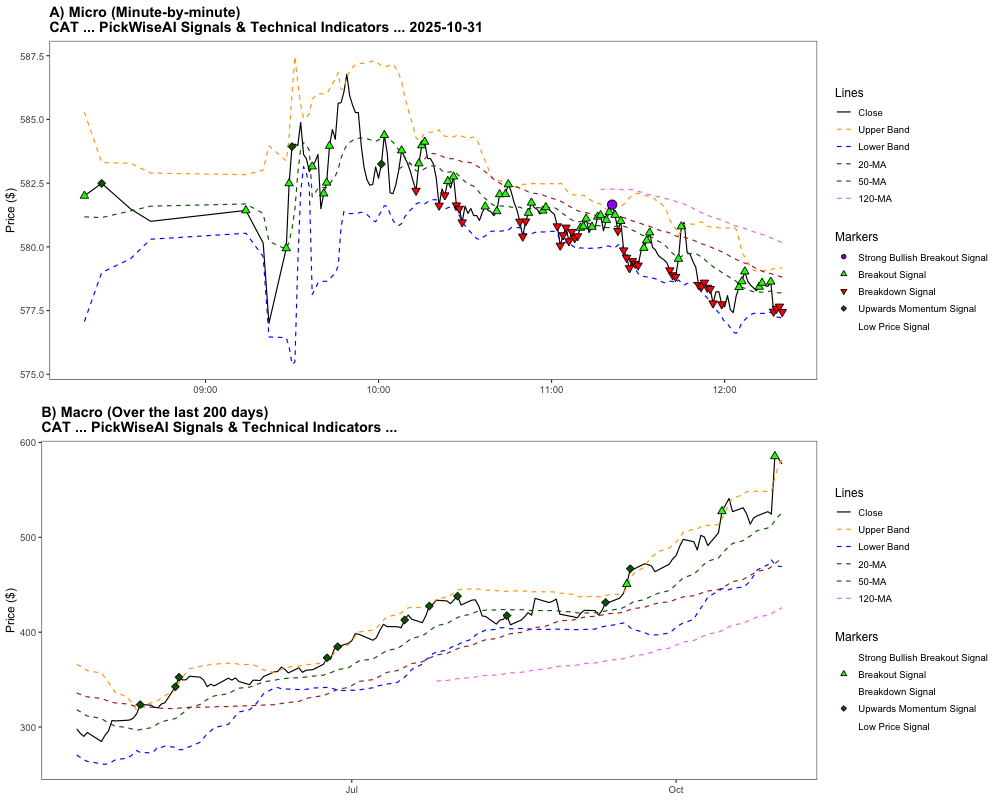 A) Micro (Minute-by-minute)
CAT ... PickWiseAI Signals & Technical Indicators ... 2025-10-31
Price ($)
587.5
585.0
582.5
580.0
577.5
575.0
09:00
10:00
11:00
12:00
Lines
Close
Upper Band
Lower Band
20-MA
50-MA
120-MA
Markers
Strong Bullish Breakout Signal
Breakout Signal
Breakdown Signal
Upwards Momentum Signal
Low Price Signal
B) Macro (Over the last 200 days)
CAT ... PickWiseAI Signals & Technical Indicators ...
Price ($)
600
500
400
300
Jul
Oct
Lines
Close
Upper Band
Lower Band
20-MA
50-MA
120-MA
Markers
Strong Bullish Breakout Signal
Breakout Signal
Breakdown Signal
Upwards Momentum Signal
Low Price Signal